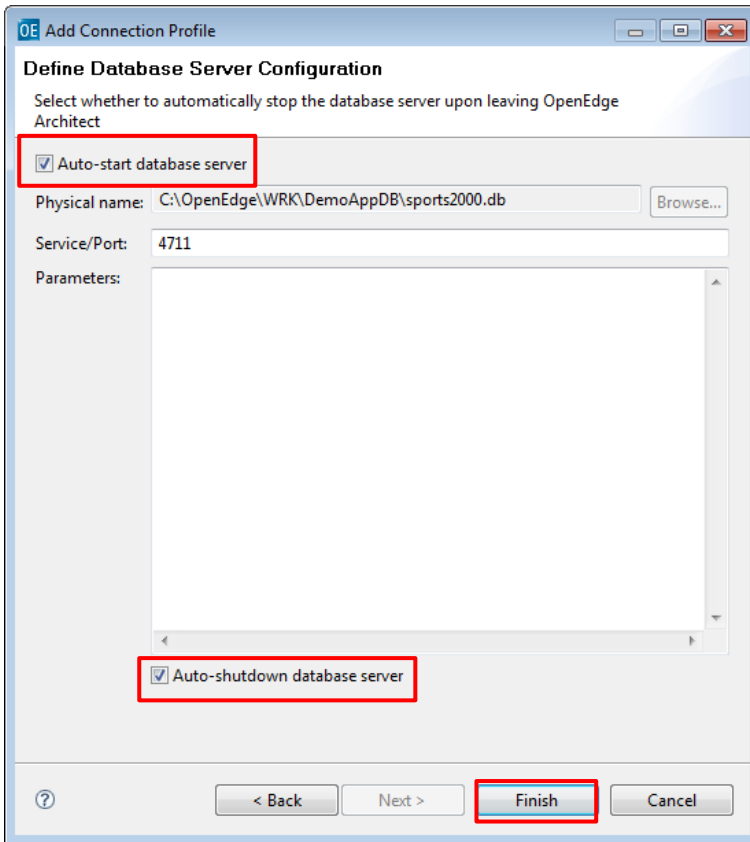 OE Add Connection Profile
Define Database Server Configuration
Select whether to automatically stop the database server upon leaving OpenEdge
Architect
Auto-start database server
Physical name: C:\OpenEdge\WRK\DemoAppDB\sports2000.db Browse...
Service/Port: 4711
Parameters:
Auto-shutdown database server
? < Back Next > Finish Cancel